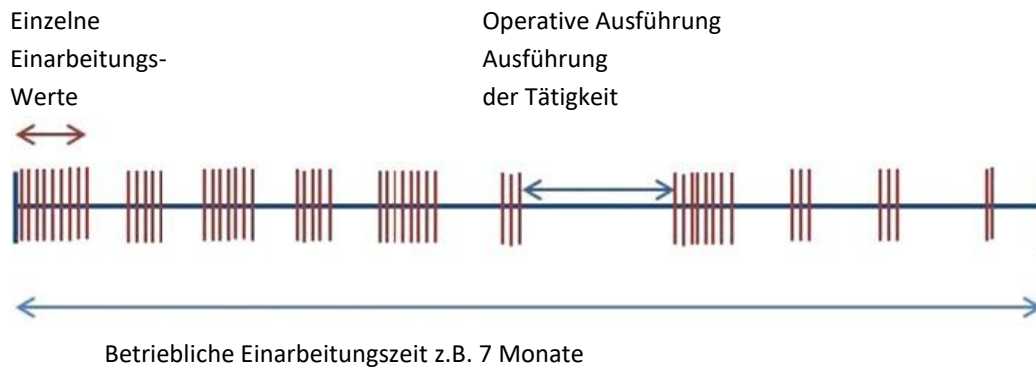 Einzelne
Einarbeitungs-
Werte
Operative Ausführung
Ausführung
der Tätigkeit
Betriebliche Einarbeitungszeit z.B. 7 Monate